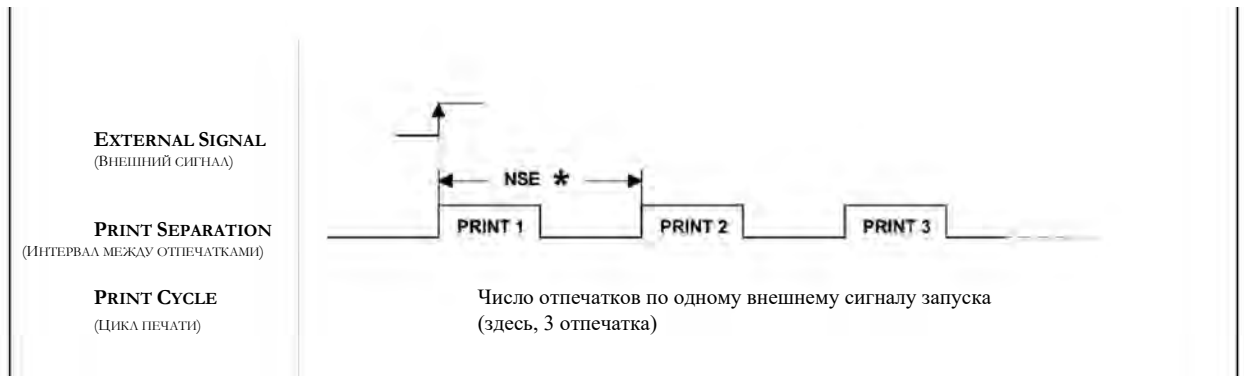 EXTERNAL SIGNAL
(ВНЕШНИЙ СИГНАЛ)
NSE *
PRINT SEPARATION
(ИНТЕРВАЛ МЕЖДУ ОТПЕЧАТКАМИ)
PRINT 1
PRINT 2
PRINT 3
PRINT CYCLE
(ЦИКЛ ПЕЧАТИ)
Число отпечатков по одному внешнему сигналу запуска
(здесь, 3 отпечатка)